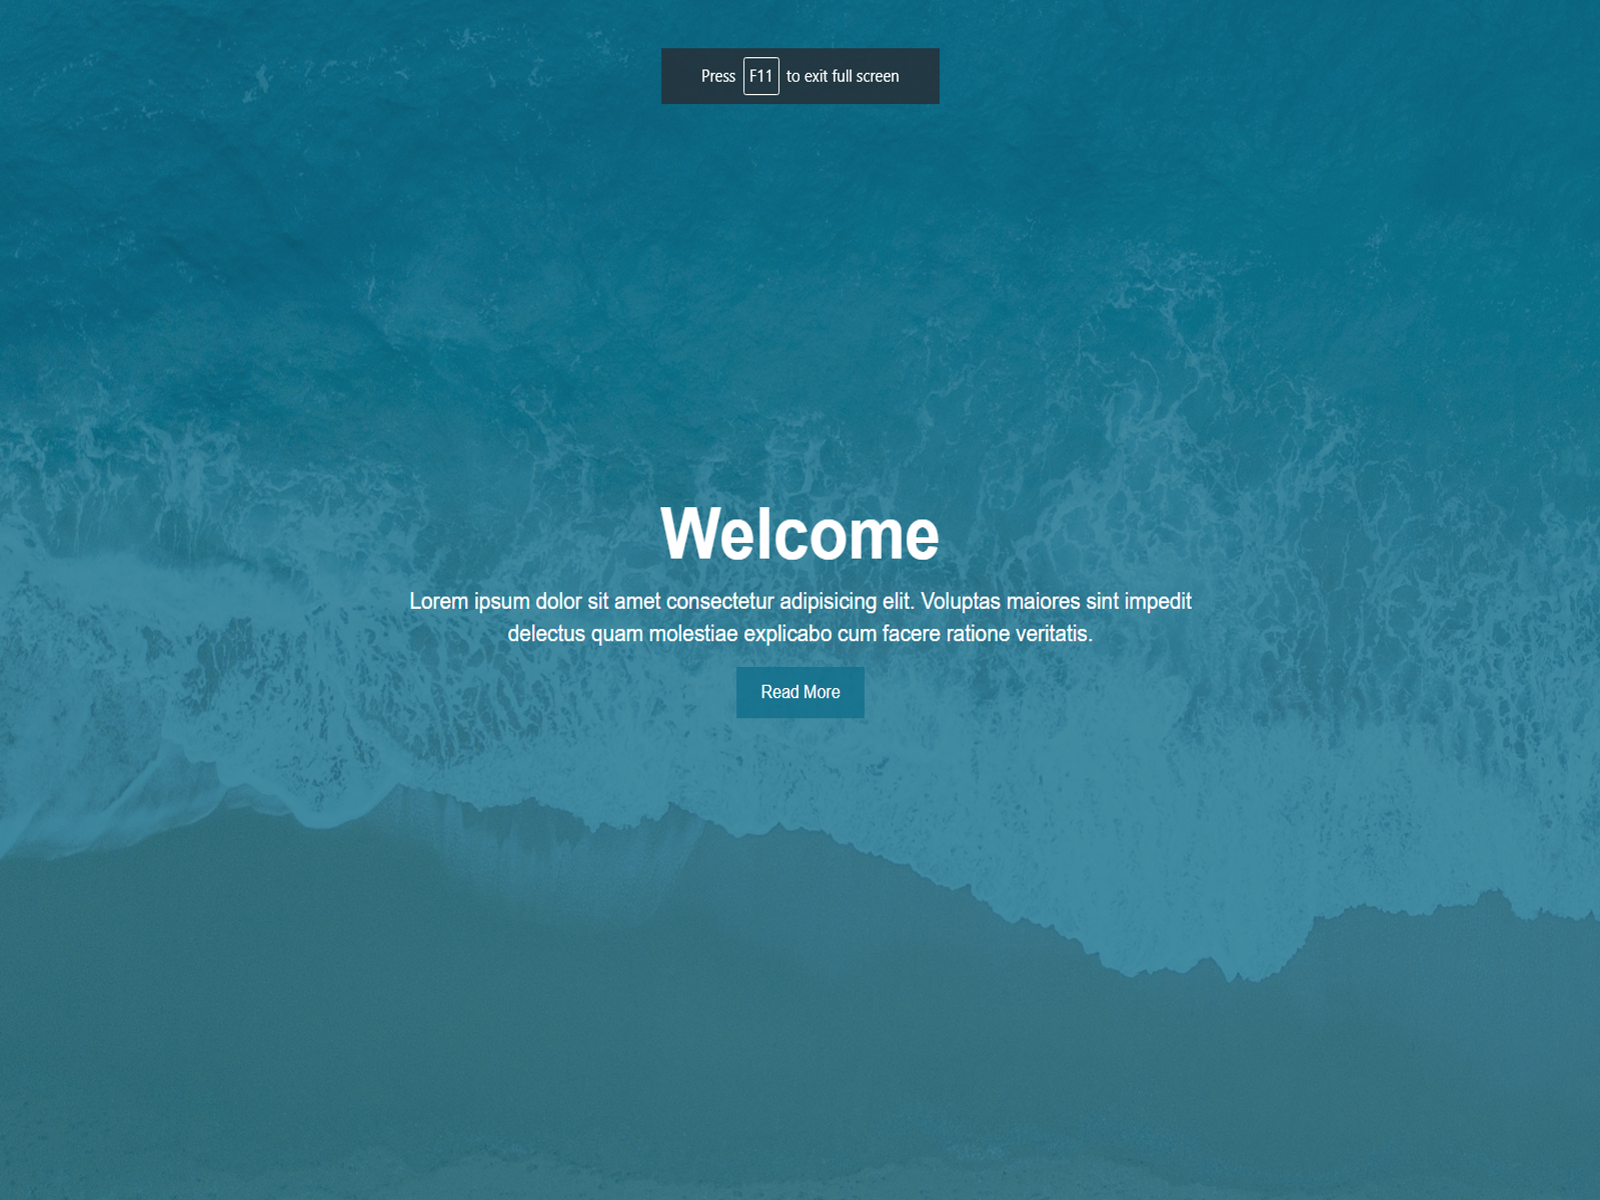 Press F11 to exit full screen
Welcome
Lorem ipsum dolor sit amet consectetur adipisicing elit. Voluptas maiores sint impedit
delectus quam molestiae explicabo cum facere ratione veritatis.
Read More